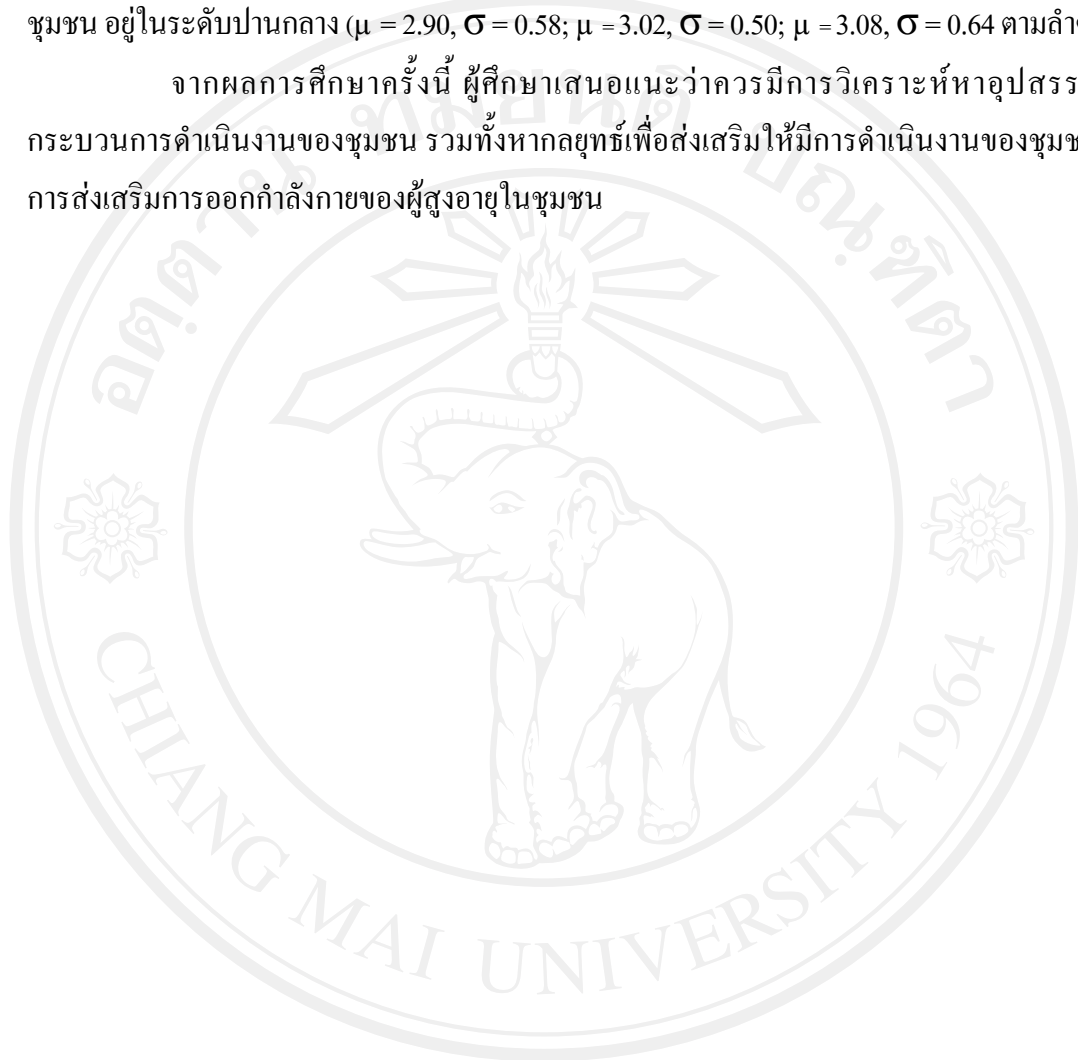 ชุมชน อยู่ในระดับปานกลาง (μ = 2.90, σ = 0.58; μ = 3.02, σ = 0.50; μ = 3.08, σ = 0.64
จากผลการศึกษาครั้งนี้ ผู้ศึกษาเสนอแนะว่าควรมีการวิเคราะห์หา
กระบวนการดำเนินงานของชุมชน รวมทั้งหากลยุทธ์เพื่อส่งเสริมให้มีการดำเนินงานของ
การส่งเสริมการออกกำลังกายของผู้สูงอายุในชุมชน
อตฺตานํ ทมยนฺติ ปณฺฑิตา
CHIANG MAI UNIVERSITY 1964